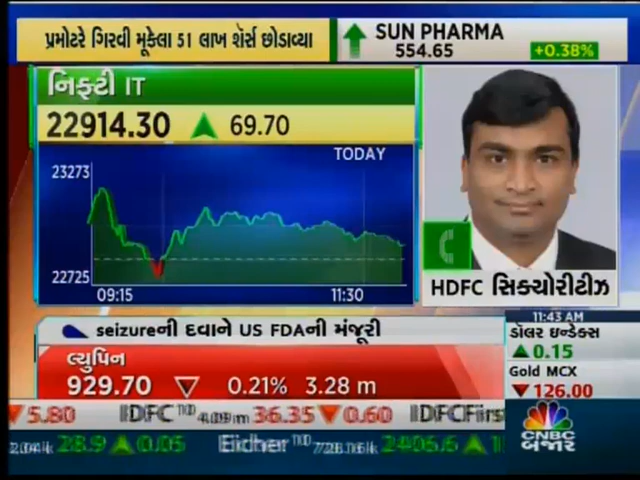 પ્રમોટરે ગિરવી મૂકેલા 51 લાખ શૅર્સ છોડાવ્યા
SUN PHARMA
554.65
+0.38%
નિફ્ટી IT
22914.30 ▲ 69.70
TODAY
23273
22725
09:15 11:30
HDFC સિક્યોરીટીઝ
seizureની દવાને US FDAની મંજૂરી
લ્યુપિન
929.70 ▽ 0.21% 3.28 m
11:43 AM
ડૉલર ઇન્ડેક્સ
▲ 0.15
Gold MCX
▼ 126.00
▼ 5.80 IDFC 4.09m 36.35 ▼ 0.60 IDFCFirs
28.9 ▲ 0.05 Eicher 2406.6 ▲
CNBC
બજાર